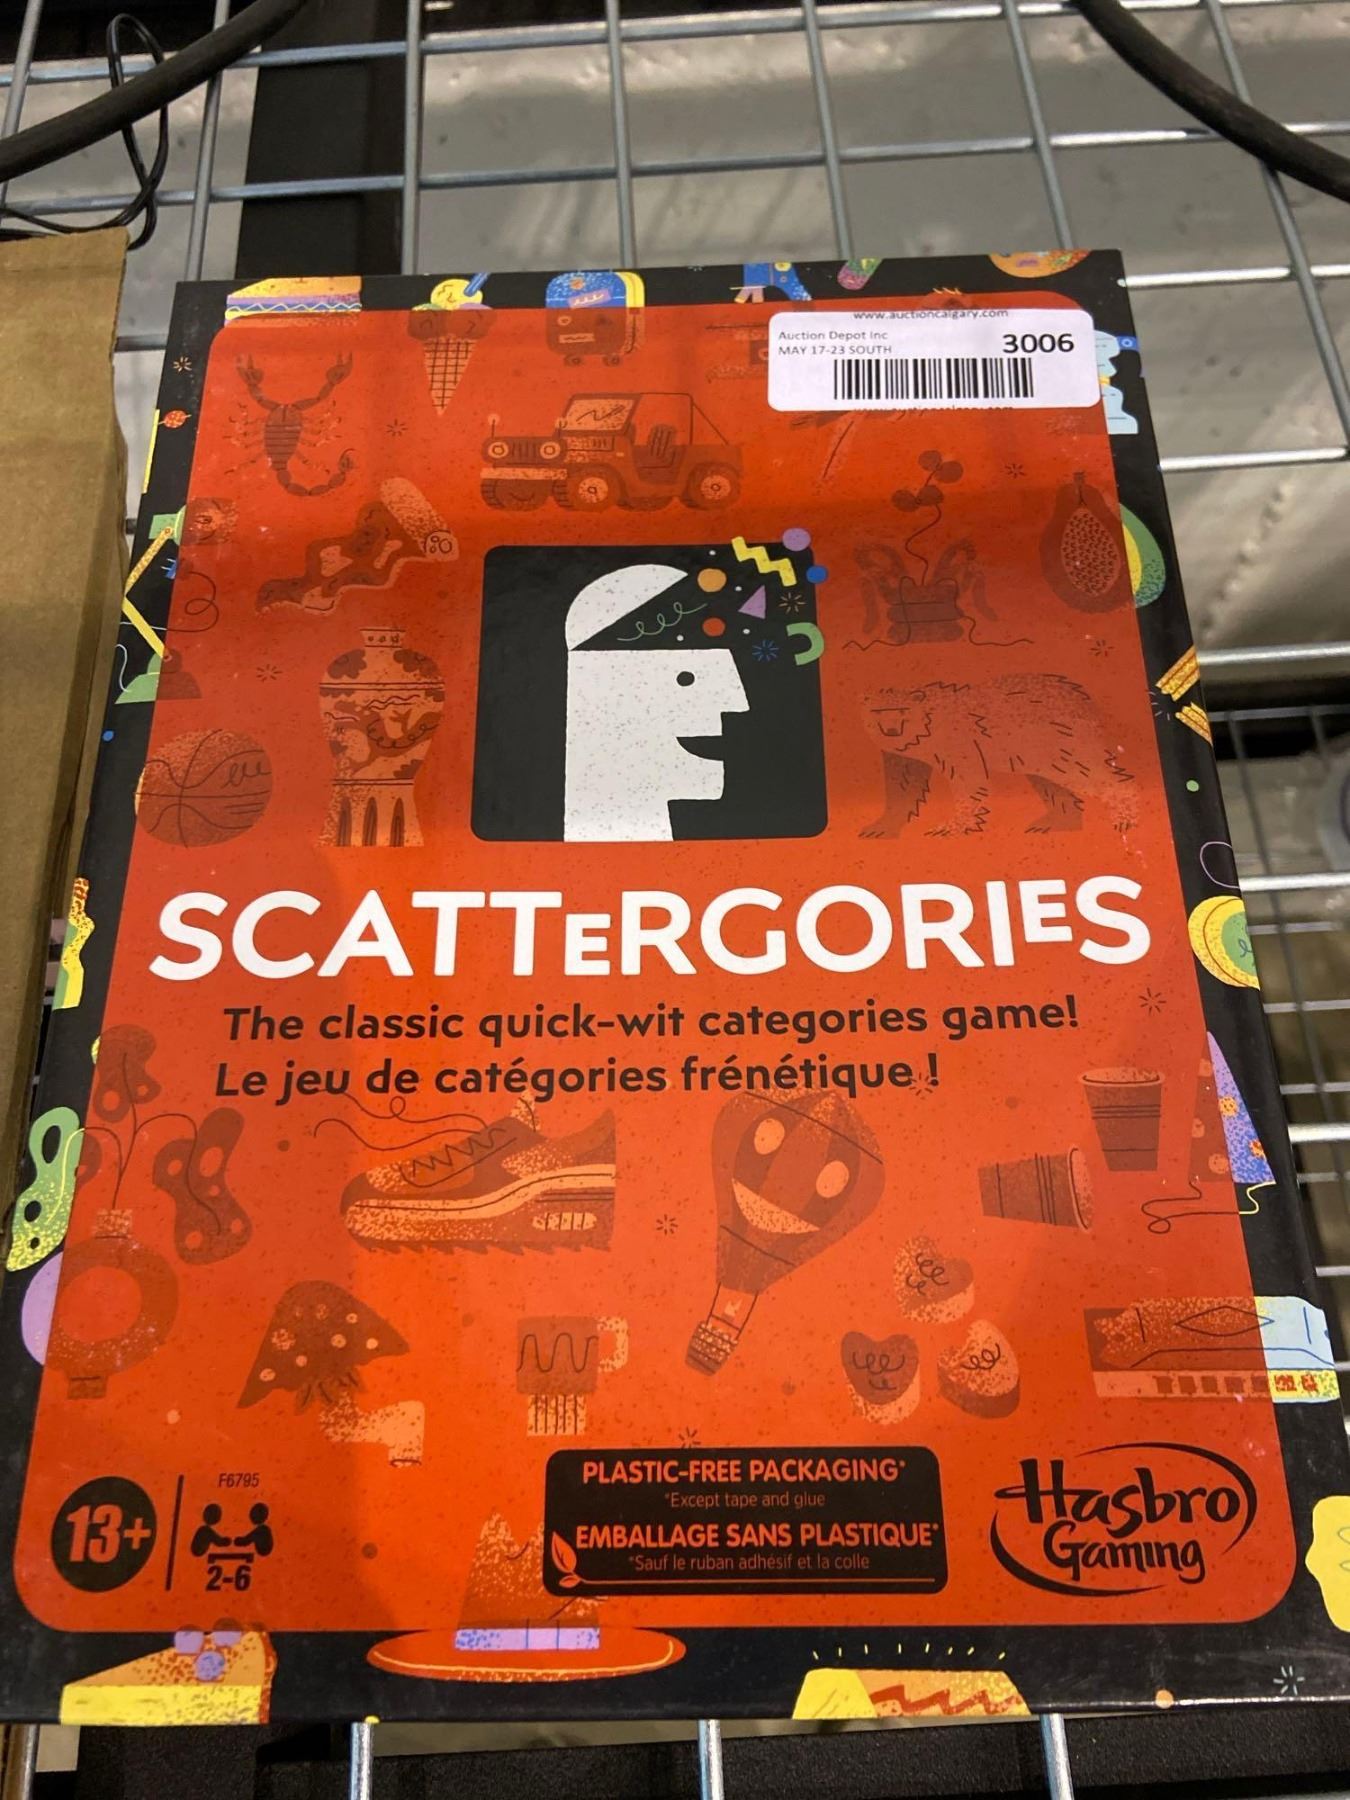 www.auctioncalgary.com
Auction Depot Inc
MAY 17-23 SOUTH
3006
SCATTERGORIES
The classic quick-wit categories game!
Le jeu de catégories frénétique !
13+
F6795
2-6
PLASTIC-FREE PACKAGING*
*Except tape and glue
EMBALLAGE SANS PLASTIQUE*
*Sauf le ruban adhésif et la colle
Hasbro
Gaming